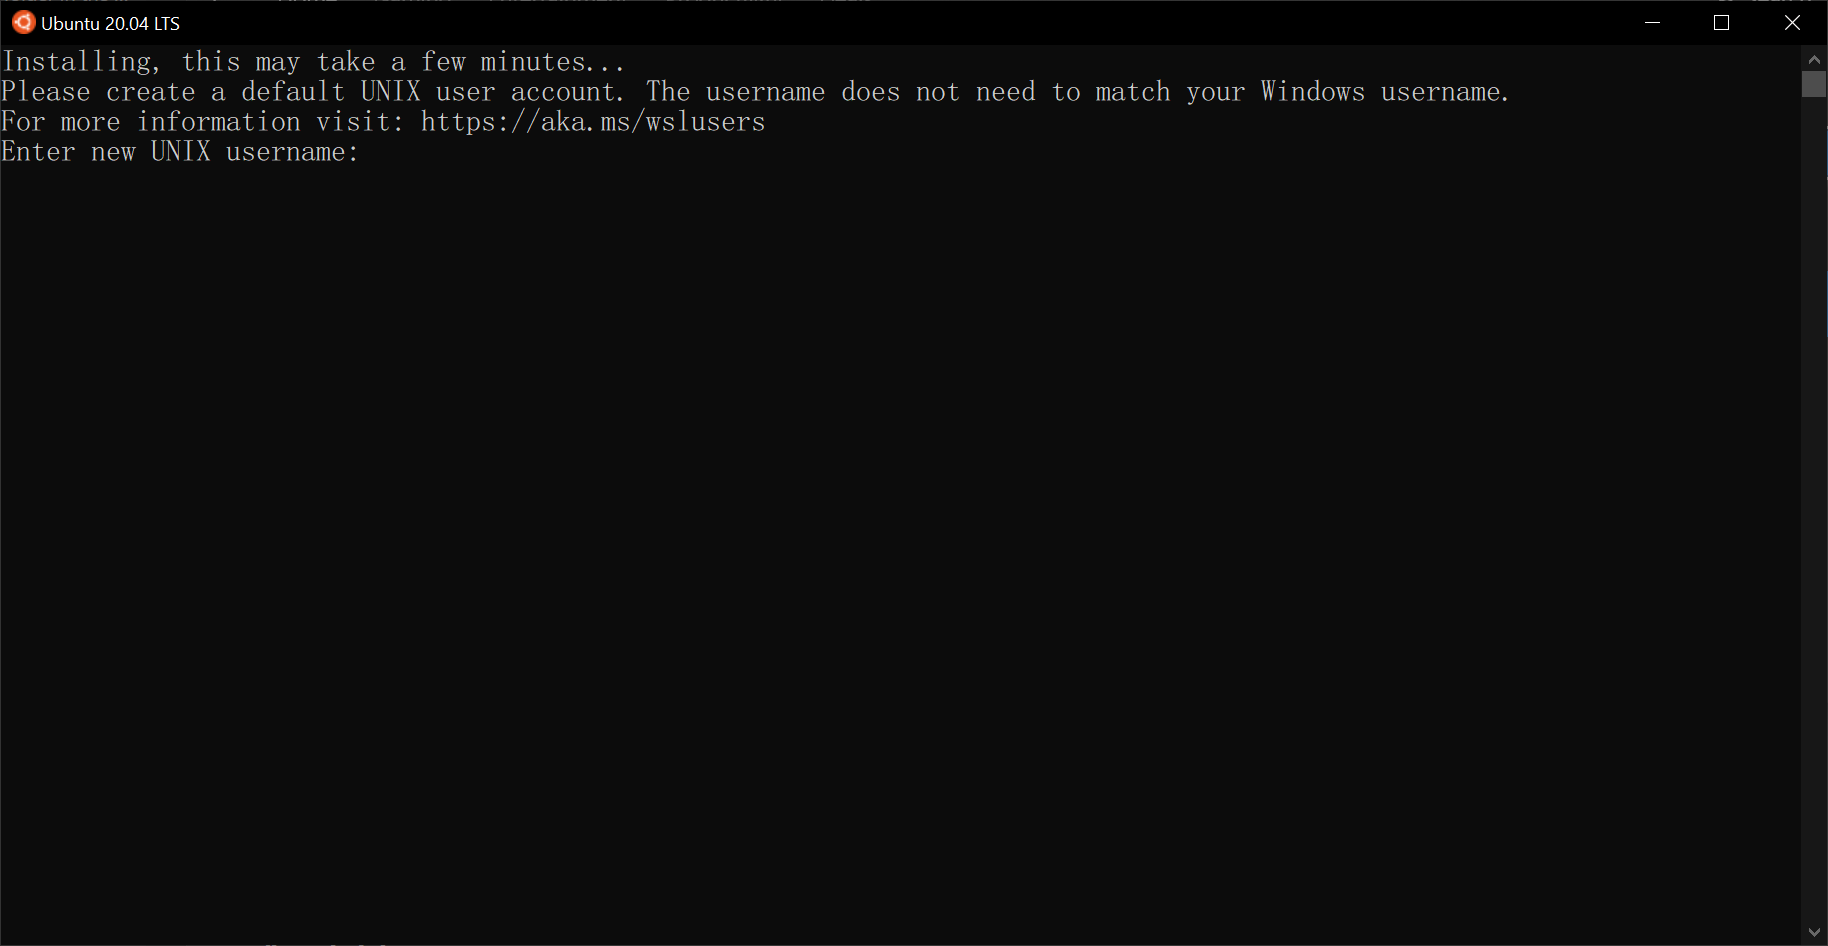 Ubuntu 20.04 LTS
Installing, this may take a few minutes...
Please create a default UNIX user account. The username does not need to match your Windows username.
For more information visit: https://aka.ms/wslusers
Enter new UNIX username: